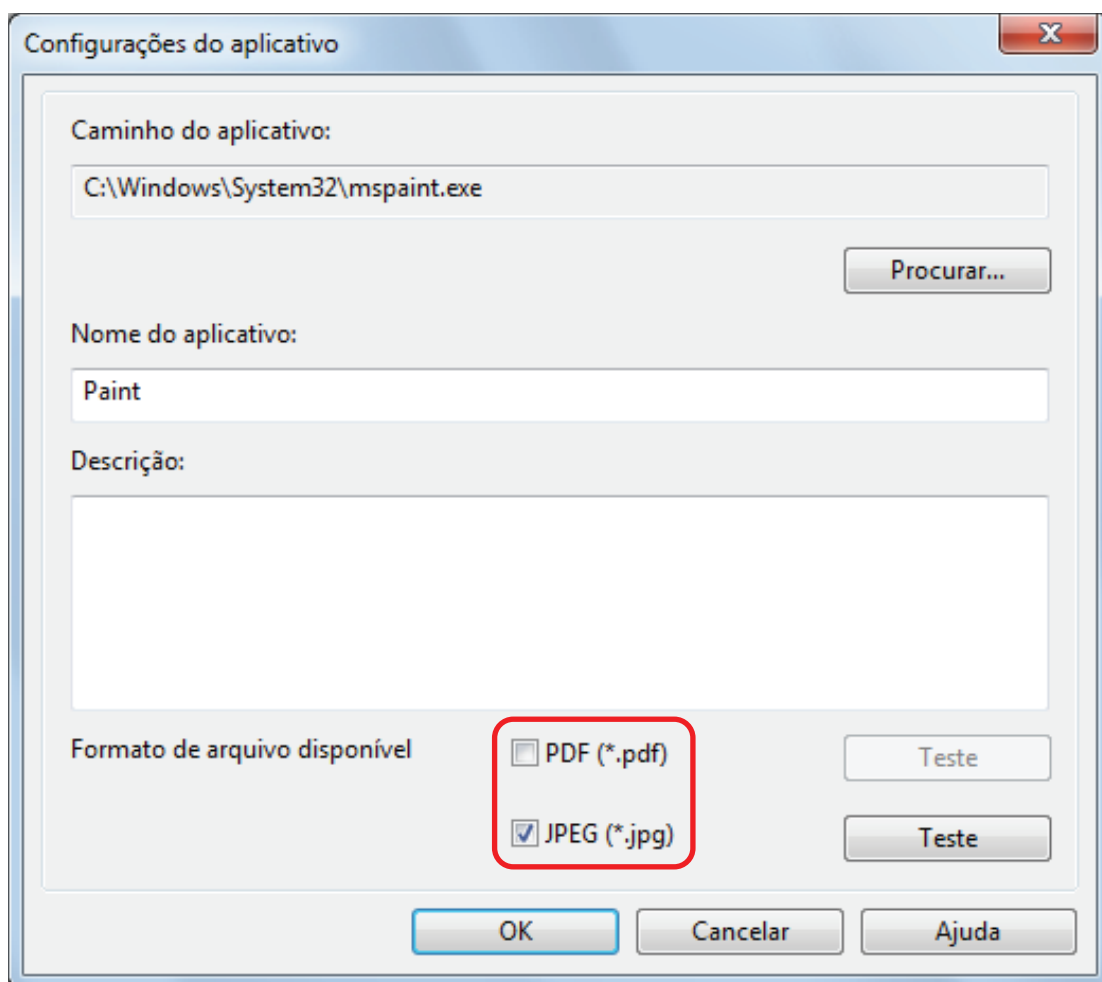 Configurações do aplicativo
Caminho do aplicativo:
C:\Windows\System32\mspaint.exe
Procurar...
Nome do aplicativo:
Paint
Descrição:
Formato de arquivo disponível
PDF (*.pdf)
Teste
JPEG (*.jpg)
Teste
OK
Cancelar
Ajuda